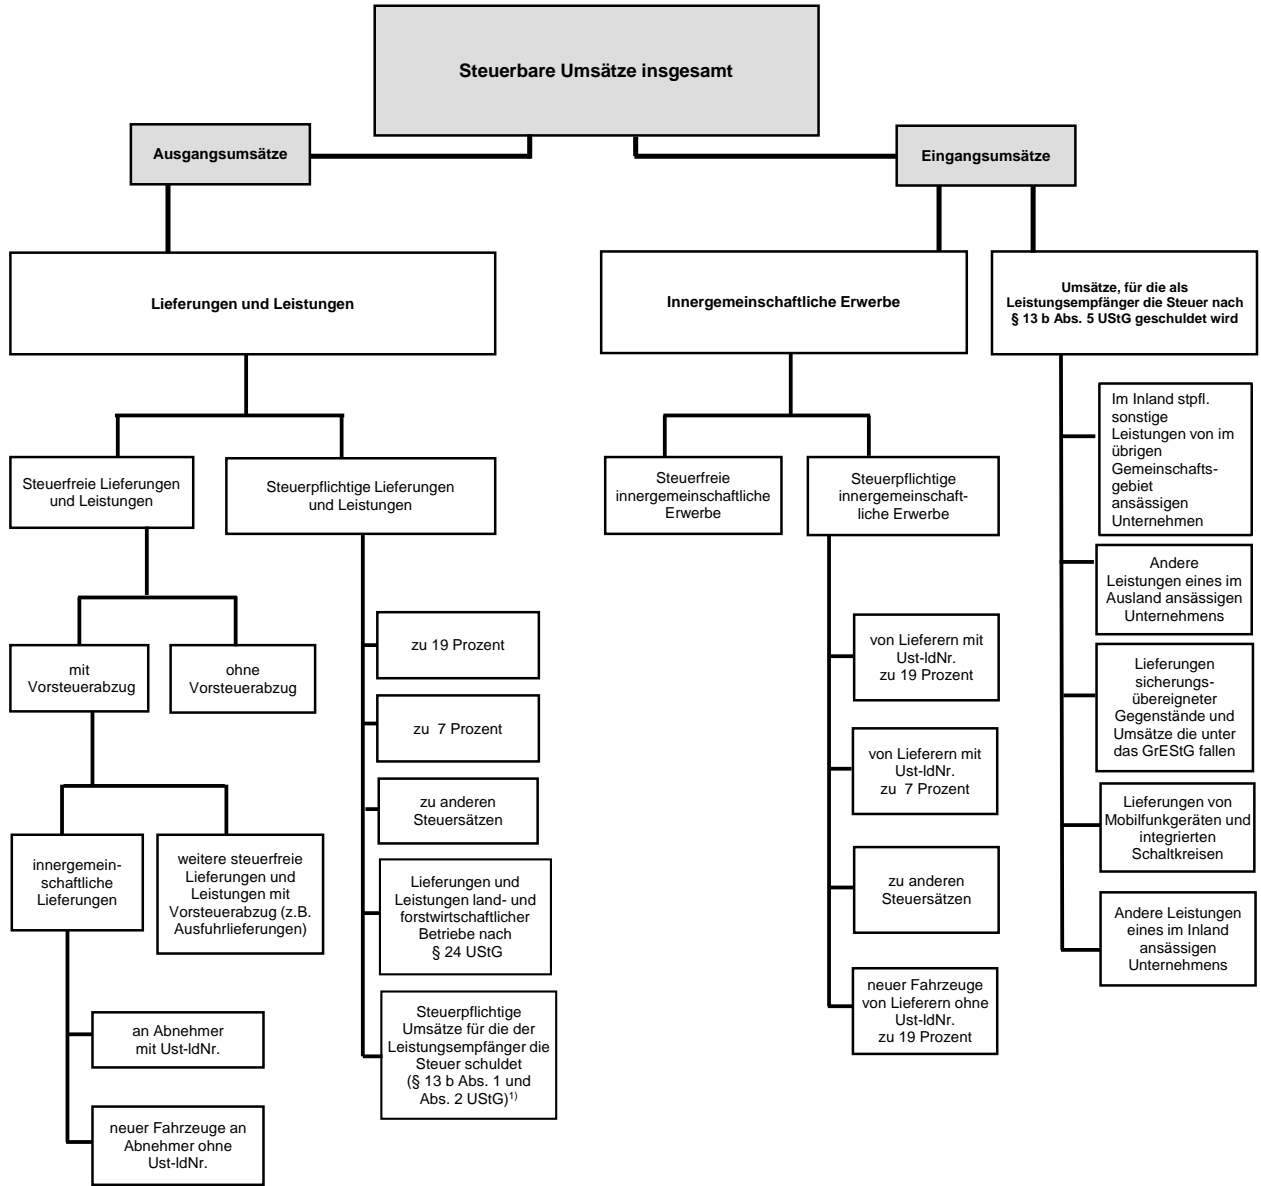 Steuerbare Umsätze insgesamt
Ausgangsumsätze
Eingangsumsätze
Lieferungen und Leistungen
Innergemeinschaftliche Erwerbe
Umsätze, für die als
Leistungsempfänger die Steuer nach
§ 13 b Abs. 5 UStG geschuldet wird
Steuerfreie Lieferungen
und Leistungen
Steuerpflichtige Lieferungen
und Leistungen
mit
Vorsteuerabzug
ohne
Vorsteuerabzug
innergemein-
schaftliche
Lieferungen
weitere steuerfreie
Lieferungen und
Leistungen mit
Vorsteuerabzug (z.B.
Ausfuhrlieferungen)
an Abnehmer
mit Ust-IdNr.
neuer Fahrzeuge an
Abnehmer ohne
Ust-IdNr.
zu 19 Prozent
zu 7 Prozent
zu anderen
Steuersätzen
Lieferungen und
Leistungen land- und
forstwirtschaftlicher
Betriebe nach
§ 24 UStG
Steuerpflichtige
Umsätze für die der
Leistungsempfänger die
Steuer schuldet
(§ 13 b Abs. 1 und
Abs. 2 UStG)¹⁾
Steuerfreie
innergemeinschaftliche
Erwerbe
Steuerpflichtige
innergemeinschaft-
liche Erwerbe
von Lieferern mit
Ust-IdNr.
zu 19 Prozent
von Lieferern mit
Ust-IdNr.
zu 7 Prozent
zu anderen
Steuersätzen
neuer Fahrzeuge
von Lieferern ohne
Ust-IdNr.
zu 19 Prozent
Im Inland stpfl.
sonstige
Leistungen von im
übrigen
Gemeinschafts-
gebiet
ansässigen
Unternehmen
Andere
Leistungen eines im
Ausland ansässigen
Unternehmens
Lieferungen
sicherungs-
übereigneter
Gegenstände und
Umsätze die unter
das GrEStG fallen
Lieferungen von
Mobilfunkgeräten und
integrierten
Schaltkreisen
Andere Leistungen
eines im Inland
ansässigen
Unternehmens